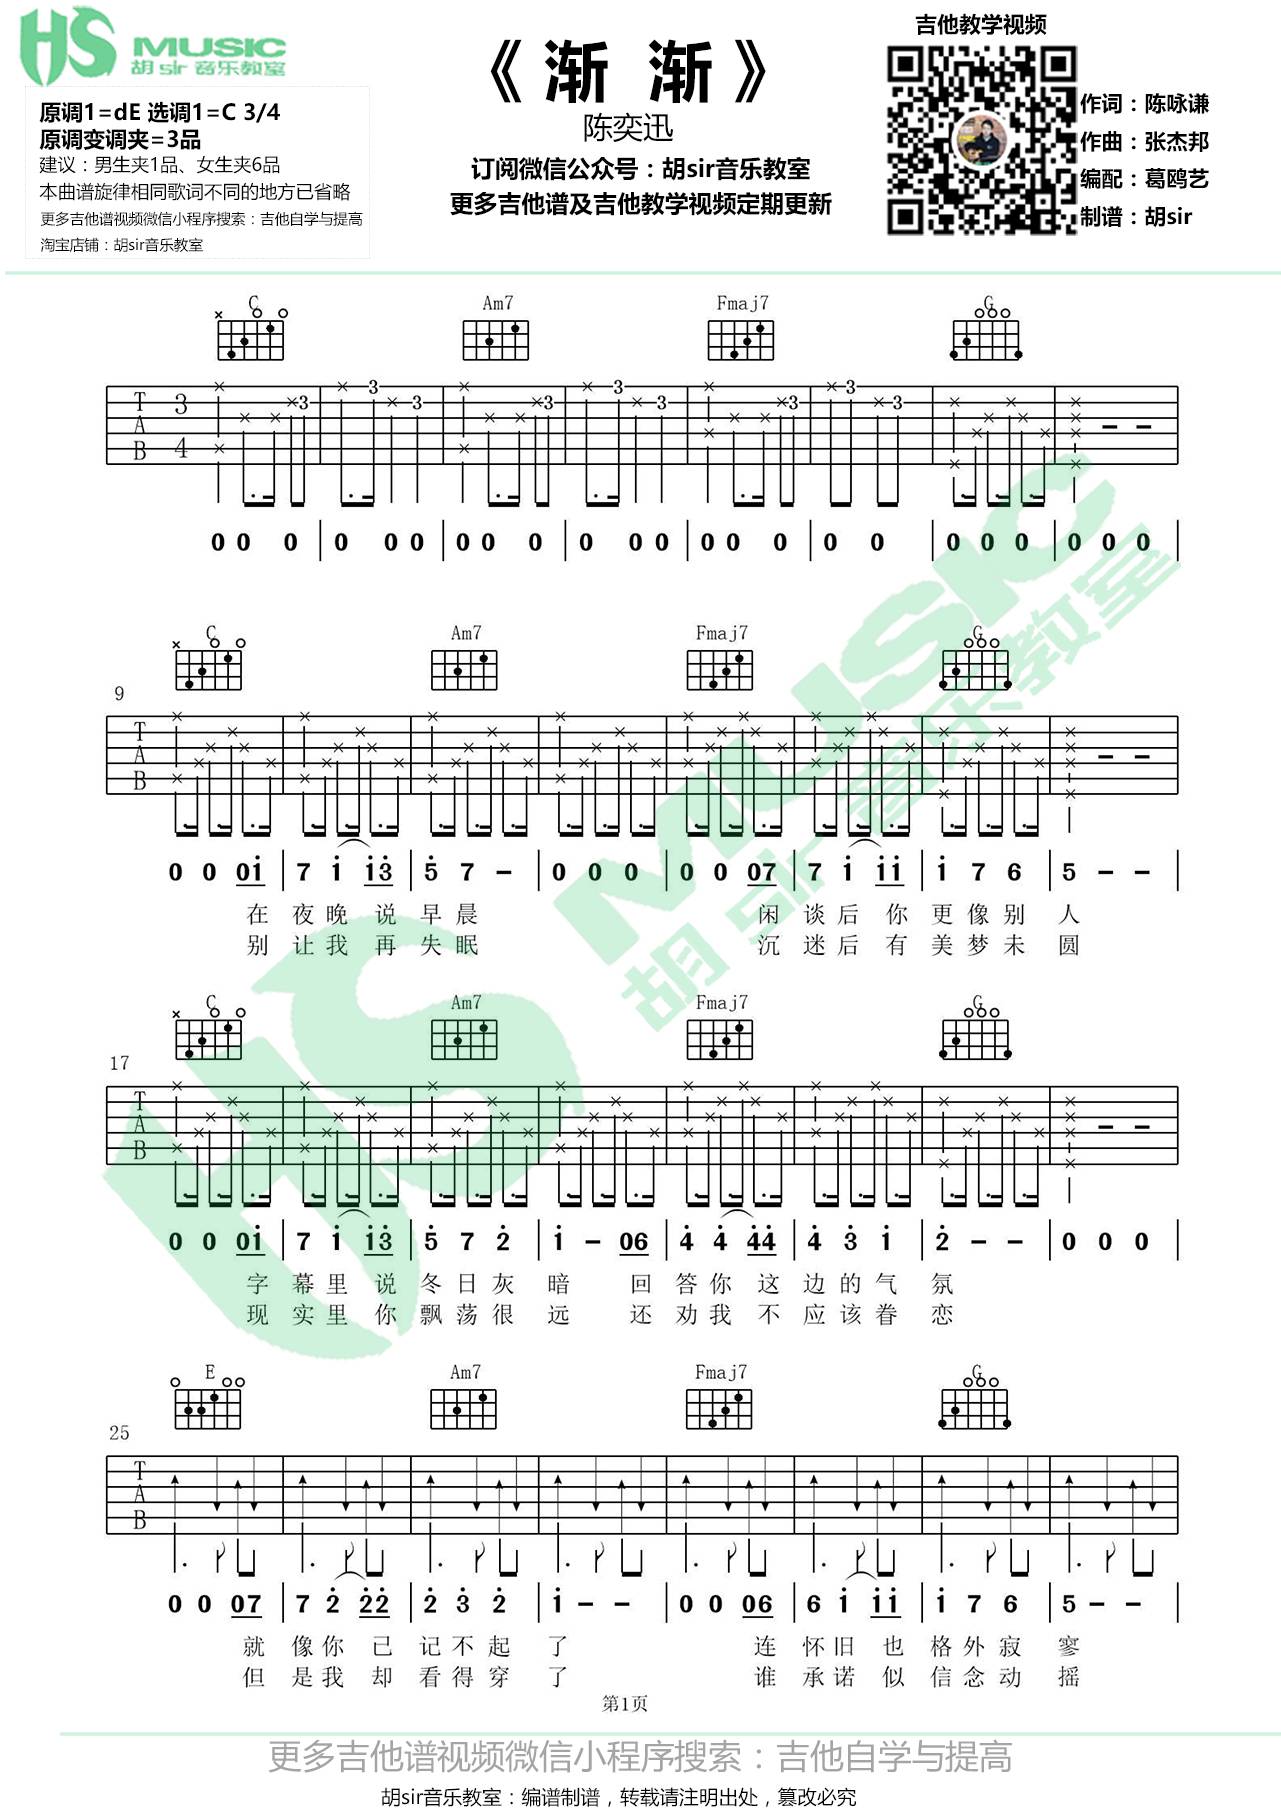 HS MUSIC
胡 sir 音乐教室
原调1=dE 选调1=C 3/4
原调变调夹=3品
建议：男生夹1品、女生夹6品
本曲谱旋律相同歌词不同的地方已省略
更多吉他谱视频微信小程序搜索：吉他自学与提高
淘宝店铺：胡sir音乐教室
《 渐 渐 》
陈奕迅
订阅微信公众号：胡sir音乐教室
更多吉他谱及吉他教学视频定期更新
吉他教学视频
作词：陈咏谦
作曲：张杰邦
编配：葛鸥艺
制谱：胡sir
C Am7 Fmaj7 G
T A B 3 4 3 3 3 3 3 3 3 3 3
0 0 0 | 0 0 0 | 0 0 0 | 0 0 0 | 0 0 0 | 0 0 | 0 0 0 | 0 0 0 |
C Am7 Fmaj7 G
9
T A B
0 0 0i | 7 i i3 | 5 7 - | 0 0 0 | 0 0 07 | 7 i ii | i 7 6 | 5 - - |
在 夜 晚 说 早 晨 闲 谈 后 你 更 像 别 人
别 让 我 再 失 眠 沉 迷 后 有 美 梦 未 圆
C Am7 Fmaj7 G
17
T A B
0 0 0i | 7 i i3 | 5 7 2 | i - 06 | 4 4 44 | 4 3 i | 2 - - | 0 0 0 |
字 幕 里 说 冬 日 灰 暗 回 答 你 这 边 的 气 氛
现 实 里 你 飘 荡 很 远 还 劝 我 不 应 该 眷 恋
E Am7 Fmaj7 G
25
T A B
0 0 07 | 7 2 22 | 2 3 2 | i - - | 0 0 06 | 6 i ii | i 7 6 | 5 - - |
就 像 你 已 记 不 起 了 连 怀 旧 也 格 外 寂 寥
但 是 我 却 看 得 穿 了 谁 承 诺 似 信 念 动 摇
第1页
更多吉他谱视频微信小程序搜索：吉他自学与提高
胡sir音乐教室：编谱制谱，转载请注明出处，篡改必究
HS MUSIC
胡 sir 音乐教室